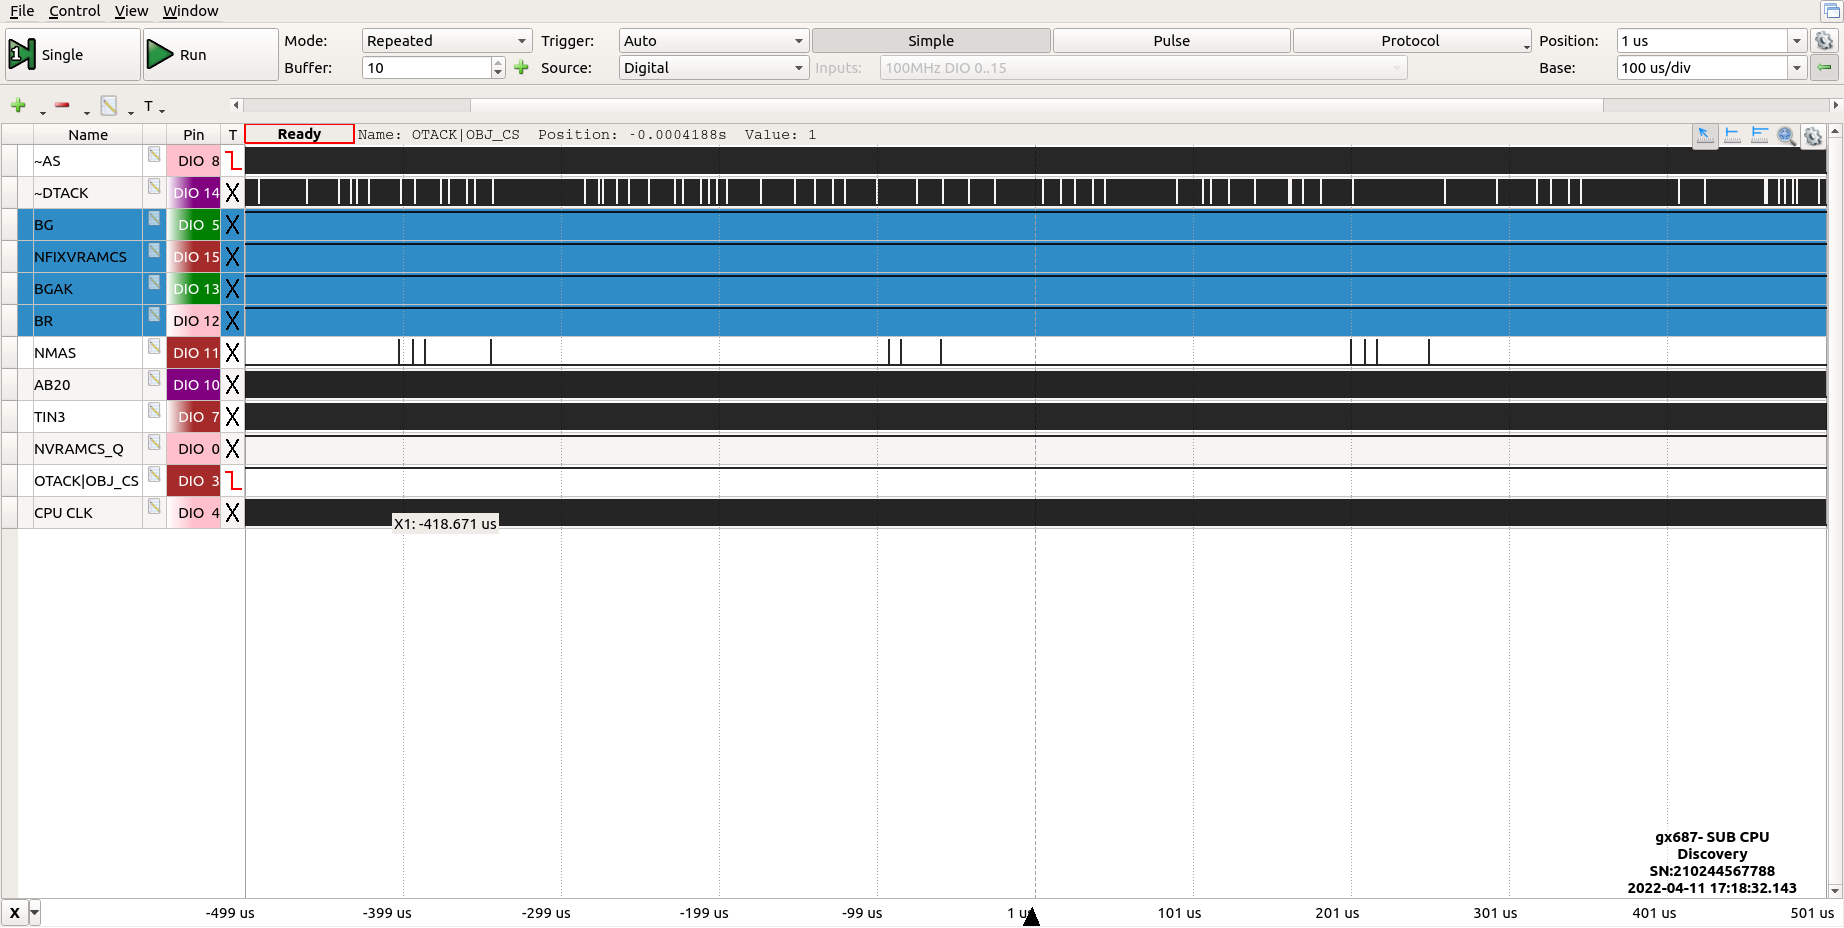 File Control View Window
Single Run Mode: Repeated Trigger: Auto Simple Pulse Protocol Position: 1 us
Buffer: 10 Source: Digital Inputs: 100MHz DIO 0..15 Base: 100 us/div
T
Name Pin T Ready Name: OTACK|OBJ_CS Position: -0.0004188s Value: 1
~AS DIO 8
~DTACK DIO 14 X
BG DIO 5 X
NFIXVRAMCS DIO 15 X
BGAK DIO 13 X
BR DIO 12 X
NMAS DIO 11 X
AB20 DIO 10 X
TIN3 DIO 7 X
NVRAMCS_Q DIO 0 X
OTACK|OBJ_CS DIO 3
CPU CLK DIO 4 X
X1: -418.671 us
gx687- SUB CPU
Discovery
SN:210244567788
2022-04-11 17:18:32.143
X -499 us -399 us -299 us -199 us -99 us 1 us 101 us 201 us 301 us 401 us 501 us